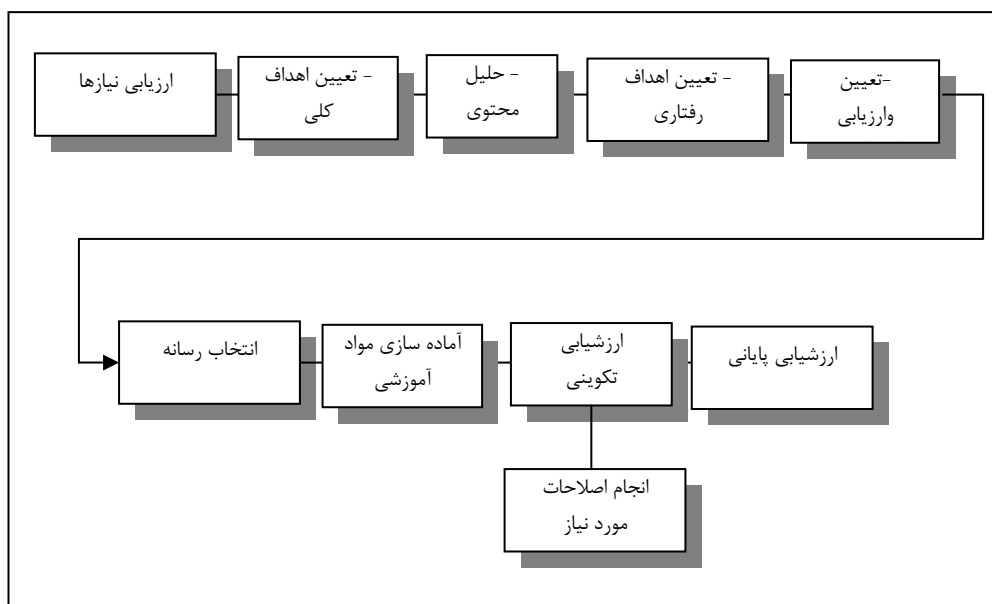 ارزیابی نیازها
- تعیین اهداف
کلی
- حلیل
محتوی
- تعیین اهداف
رفتاری
-تعیین
وارزیابی
انتخاب رسانه
آماده سازی مواد
آموزشی
ارزشیابی
تکوینی
ارزشیابی پایانی
انجام اصلاحات
مورد نیاز